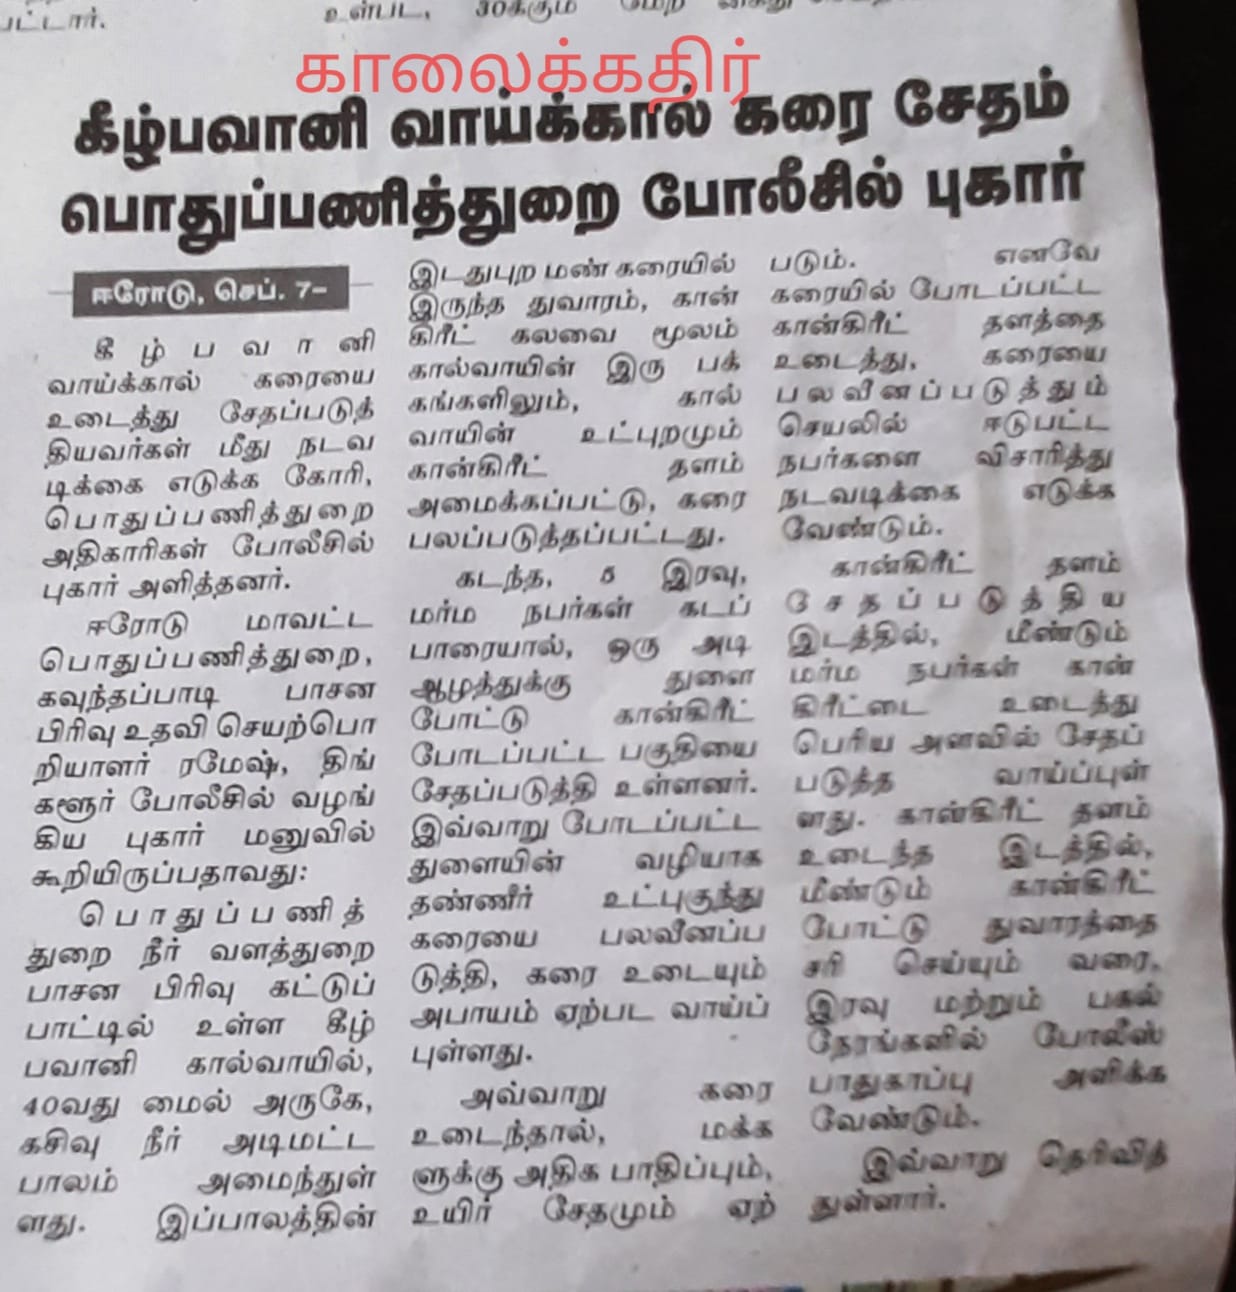 பட்டார்.
உள்பட, 30க்கும்
காலைக்கதிர்
கீழ்பவானி வாய்க்கால் கரை சேதம்
பொதுப்பணித்துறை போலீசில் புகார்
ஈரோடு, செப். 7–
கீழ்பவானி
வாய்க்கால் கரையை
உடைத்து சேதப்படுத்
தியவர்கள் மீது நடவ
டிக்கை எடுக்க கோரி,
பொதுப்பணித்துறை
அதிகாரிகள் போலீசில்
புகார் அளித்தனர்.
ஈரோடு மாவட்ட
பொதுப்பணித்துறை,
கவுந்தப்பாடி பாசன
பிரிவு உதவி செயற்பொ
றியாளர் ரமேஷ், திங்
களூர் போலீசில் வழங்
கிய புகார் மனுவில்
கூறியிருப்பதாவது:
பொதுப்பணித்
துறை நீர் வளத்துறை
பாசன பிரிவு கட்டுப்
பாட்டில் உள்ள கீழ்
பவானி கால்வாயில்,
40வது மைல் அருகே,
கசிவு நீர் அடிமட்ட
பாலம் அமைந்துள்
ளது. இப்பாலத்தின்
இடதுபுற மண் கரையில்
இருந்த துவாரம், கான்
கிரீட் கலவை மூலம்
கால்வாயின் இரு பக்
கங்களிலும், கால்
வாயின் உட்புறமும்
கான்கிரீட் தளம்
அமைக்கப்பட்டு, கரை
பலப்படுத்தப்பட்டது.
கடந்த, 5 இரவு,
மர்ம நபர்கள் கடப்
பாரையால், ஒரு அடி
ஆழத்துக்கு துளை
போட்டு கான்கிரீட்
போடப்பட்ட பகுதியை
சேதப்படுத்தி உள்ளனர்.
இவ்வாறு போடப்பட்ட
துளையின் வழியாக
தண்ணீர் உட்புகுந்து
கரையை பலவீனப்ப
டுத்தி, கரை உடையும்
அபாயம் ஏற்பட வாய்ப்
புள்ளது.
அவ்வாறு கரை
உடைந்தால், மக்க
ளுக்கு அதிக பாதிப்பும்,
உயிர் சேதமும் ஏற்
படும். எனவே
கரையில் போடப்பட்ட
கான்கிரீட் தளத்தை
உடைத்து, கரையை
பலவீனப்படுத்தும்
செயலில் ஈடுபட்ட
நபர்களை விசாரித்து
நடவடிக்கை எடுக்க
வேண்டும்.
கான்கிரீட் தளம்
சேதப்படுத்திய
இடத்தில், மீண்டும்
மர்ம நபர்கள் கான்
கிரீட்டை உடைத்து
பெரிய அளவில் சேதப்
படுத்த வாய்ப்புள்
ளது. கான்கிரீட் தளம்
உடைந்த இடத்தில்,
மீண்டும் கான்கிரீட்
போட்டு துவாரத்தை
சரி செய்யும் வரை,
இரவு மற்றும் பகல்
நேரங்களில் போலீஸ்
பாதுகாப்பு அளிக்க
வேண்டும்.
இவ்வாறு தெரிவித்
துள்ளார்.